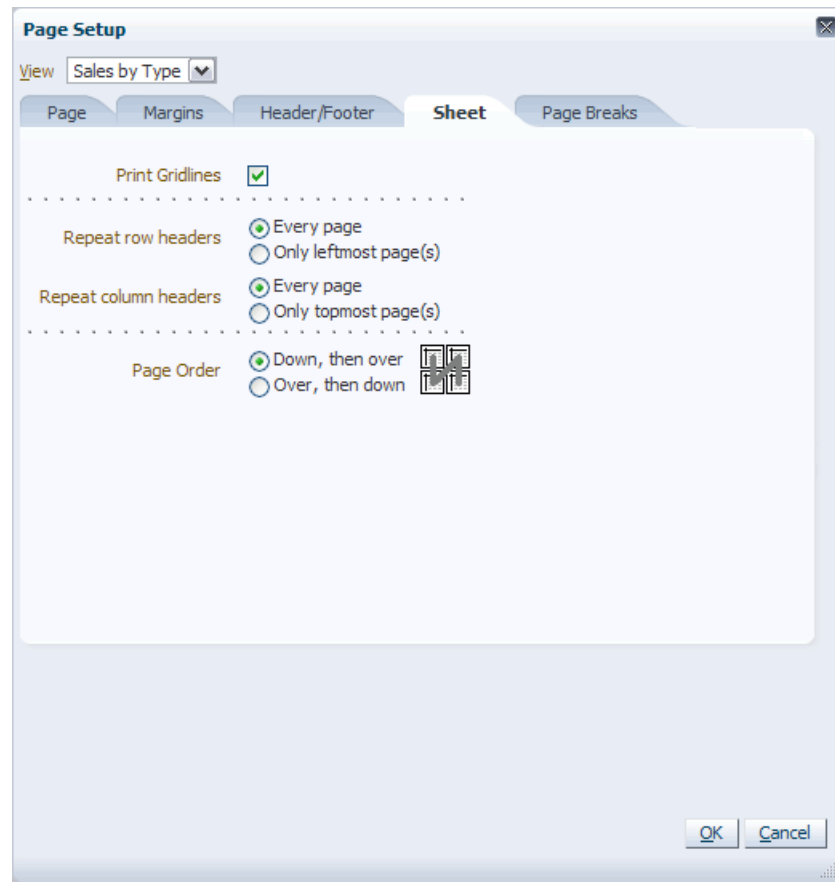 Page Setup
View Sales by Type
Page Margins Header/Footer Sheet Page Breaks
Print Gridlines
Repeat row headers
Every page
Only leftmost page(s)
Repeat column headers
Every page
Only topmost page(s)
Page Order
Down, then over
Over, then down
OK Cancel